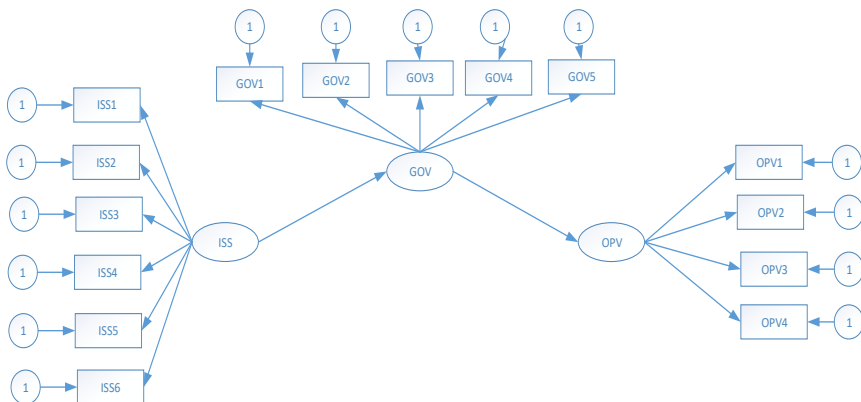 1 1 1 1 1
GOV1 GOV2 GOV3 GOV4 GOV5
1 ISS1
1 ISS2
1 ISS3
1 ISS4
1 ISS5
1 ISS6
ISS
GOV
OPV
OPV1 1
OPV2 1
OPV3 1
OPV4 1